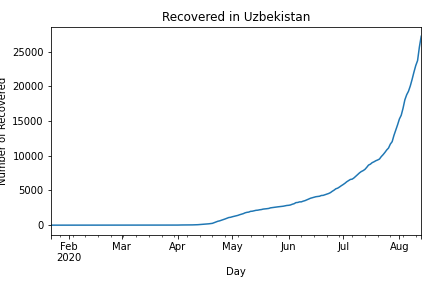 Recovered in Uzbekistan
Number of Recovered
25000
20000
15000
10000
5000
0
Feb Mar Apr May Jun Jul Aug
2020
Day